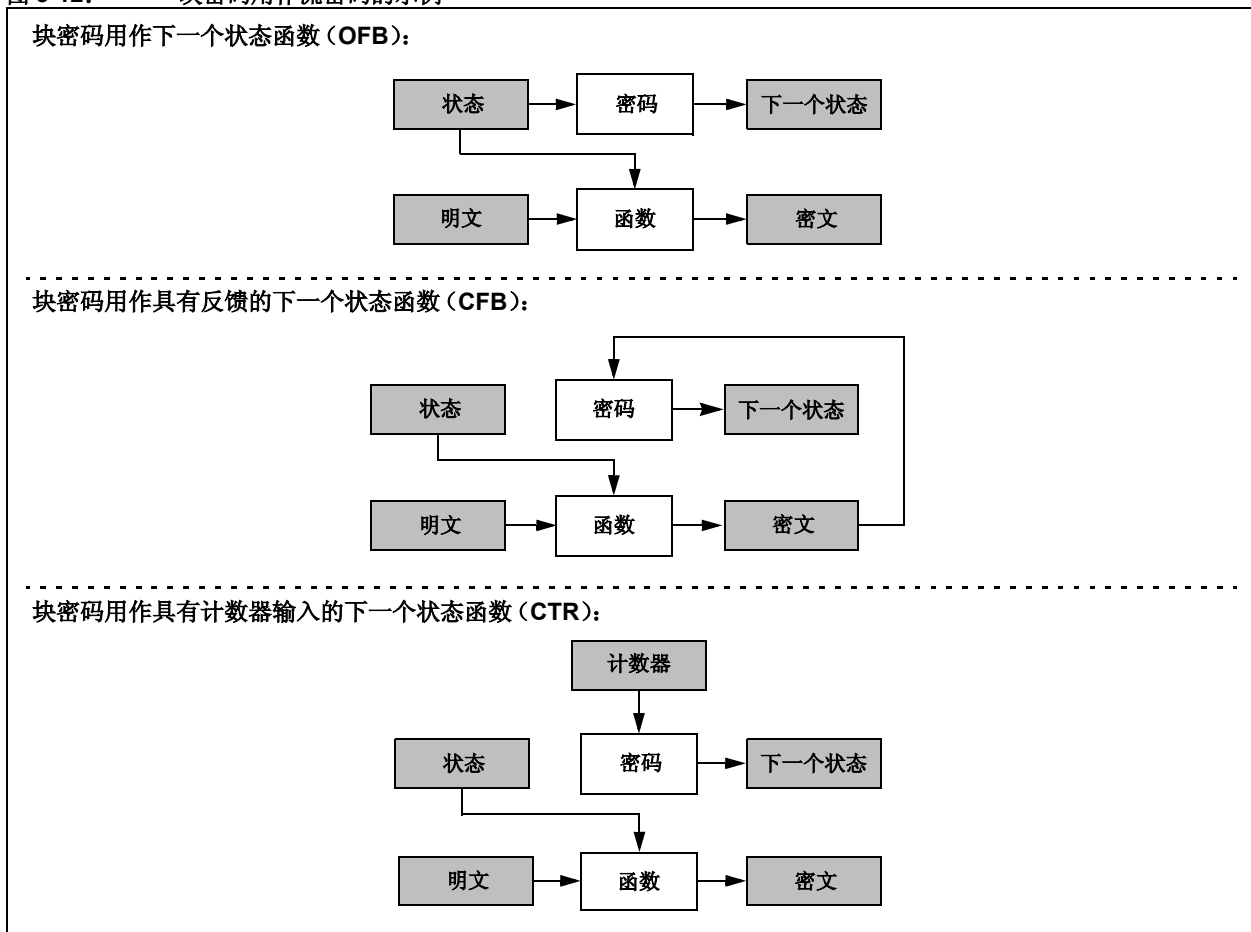 块密码用作下一个状态函数（OFB）：
状态 密码 下一个状态
明文 函数 密文
块密码用作具有反馈的下一个状态函数（CFB）：
状态 密码 下一个状态
明文 函数 密文
块密码用作具有计数器输入的下一个状态函数（CTR）：
计数器
状态 密码 下一个状态
明文 函数 密文